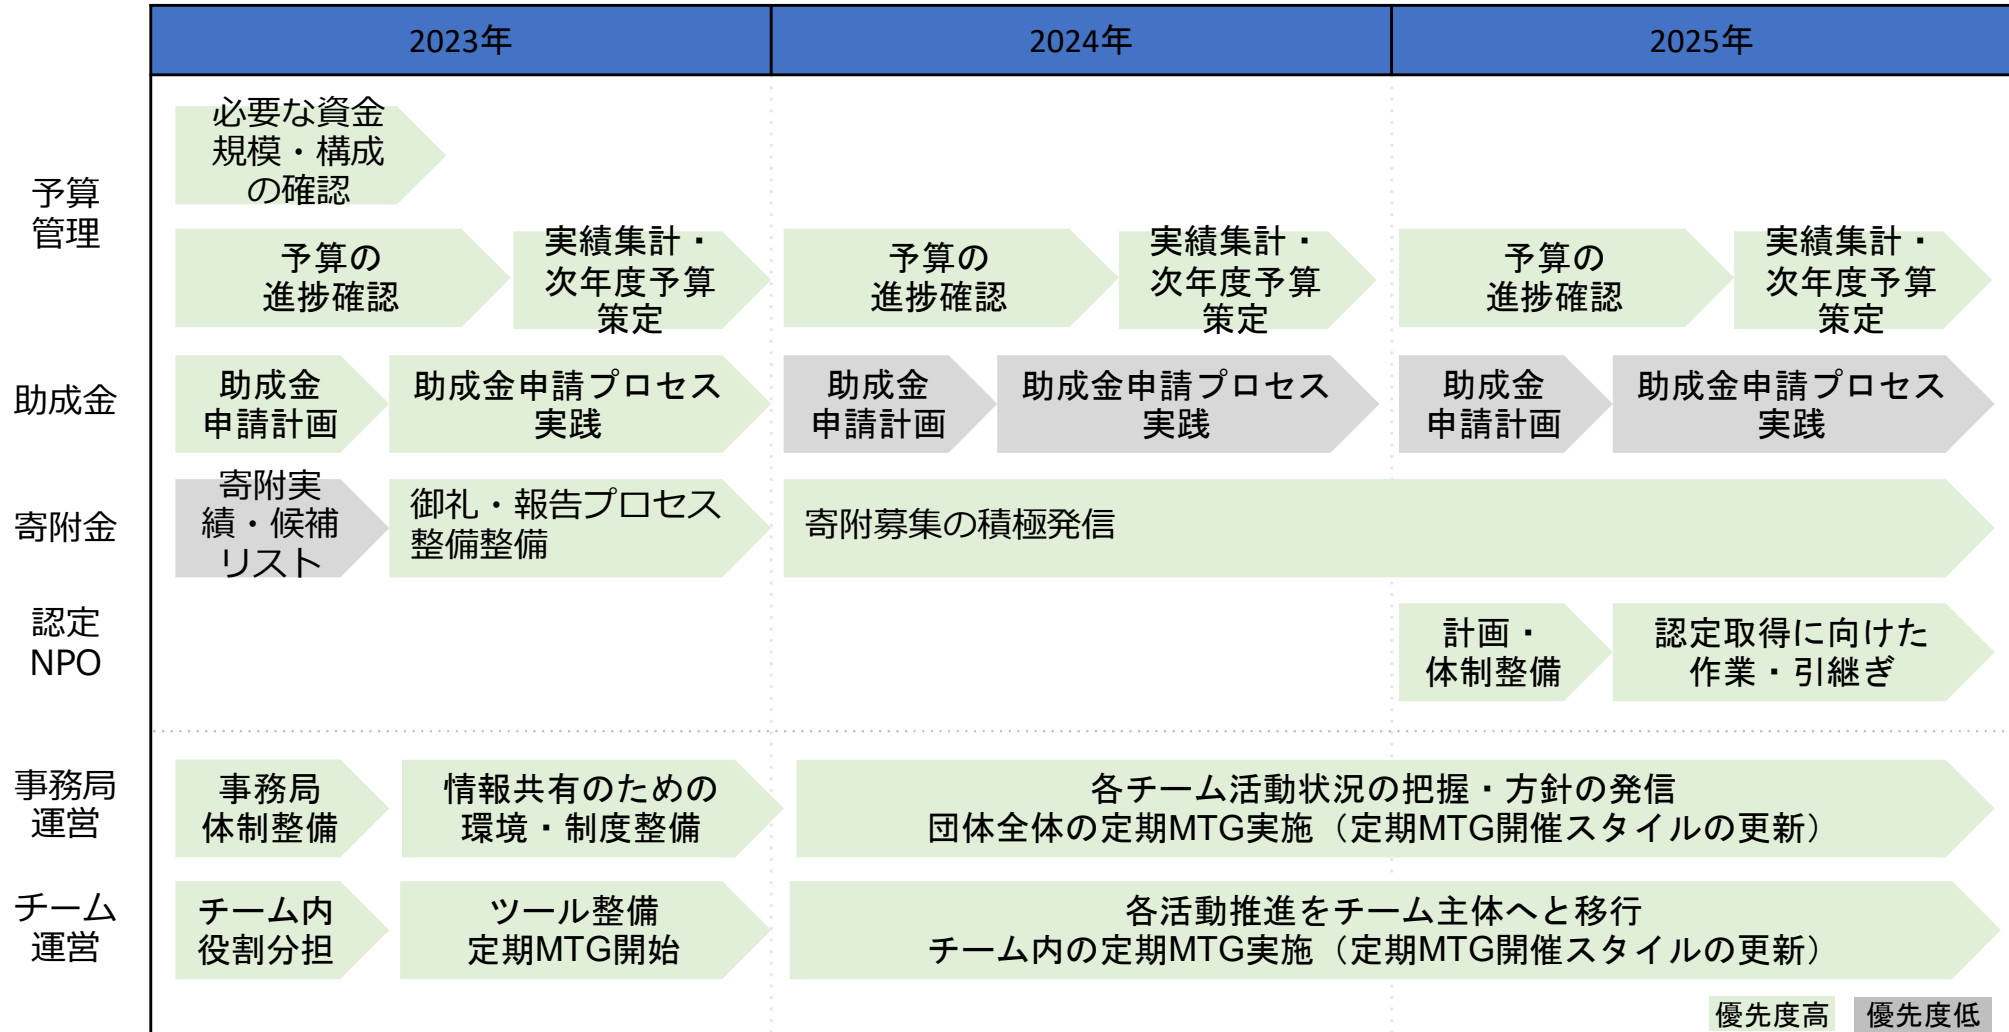 2023年
2024年
2025年
予算
管理
必要な資金
規模・構成
の確認
予算の
進捗確認
実績集計・
次年度予算
策定
予算の
進捗確認
実績集計・
次年度予算
策定
予算の
進捗確認
実績集計・
次年度予算
策定
助成金
助成金
申請計画
助成金申請プロセス
実践
助成金
申請計画
助成金申請プロセス
実践
助成金
申請計画
助成金申請プロセス
実践
寄附金
寄附実
績・候補
リスト
御礼・報告プロセス
整備整備
寄附募集の積極発信
認定
NPO
計画・
体制整備
認定取得に向けた
作業・引継ぎ
事務局
運営
事務局
体制整備
情報共有のための
環境・制度整備
各チーム活動状況の把握・方針の発信
団体全体の定期MTG実施（定期MTG開催スタイルの更新）
チーム
運営
チーム内
役割分担
ツール整備
定期MTG開始
各活動推進をチーム主体へと移行
チーム内の定期MTG実施（定期MTG開催スタイルの更新）
優先度高
優先度低